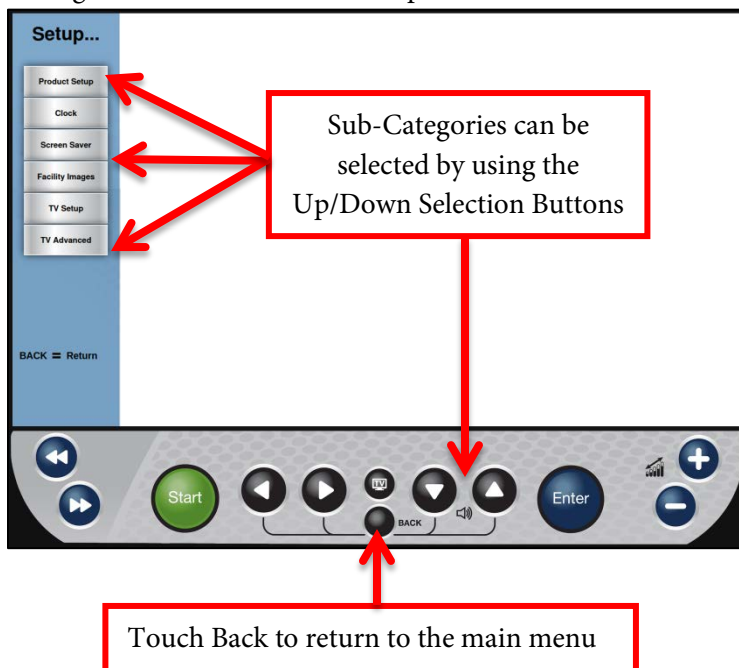 Setup...
Product Setup
Clock
Screen Saver
Facility Images
TV Setup
TV Advanced
BACK = Return
Sub-Categories can be
selected by using the
Up/Down Selection Buttons
Start
TV
BACK
Enter
Touch Back to return to the main menu